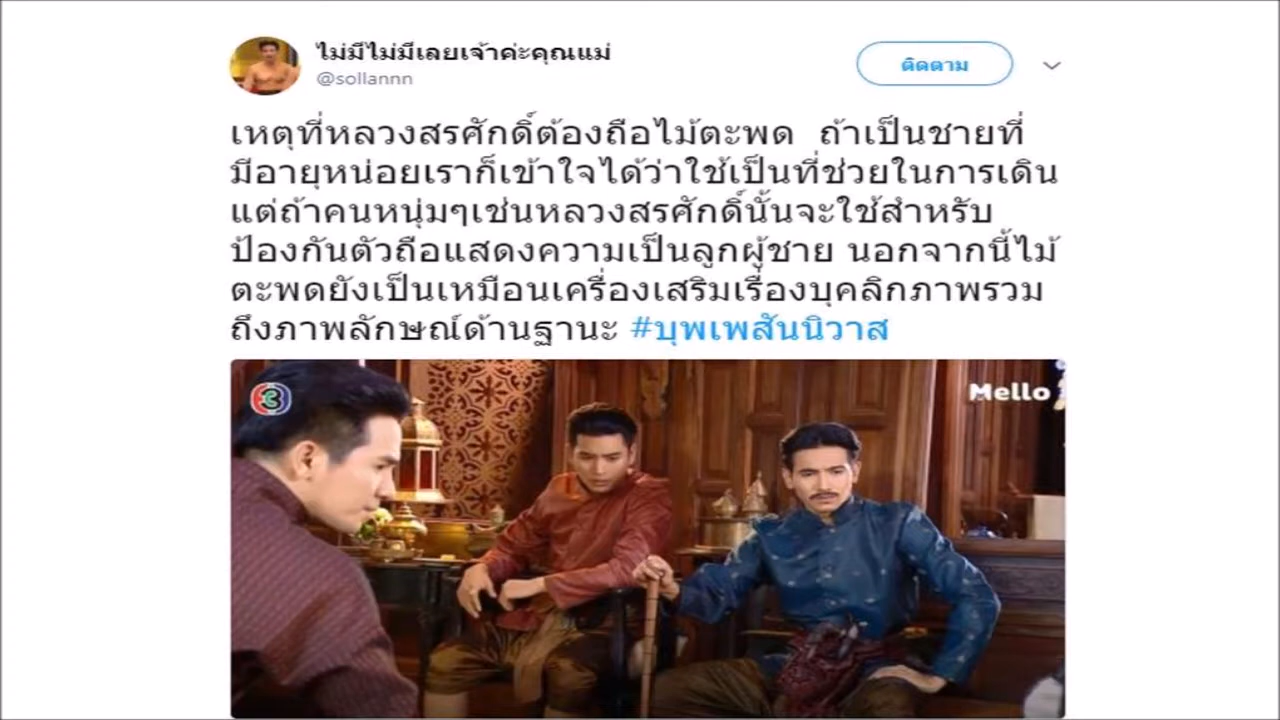 ไม่มีไม่มีเลยเจ้าค่ะคุณแม่
@sollannn
ติดตาม
เหตุที่หลวงสรศักดิ์ต้องถือไม้ตะพด ถ้าเป็นชายที่
มีอายุหน่อยเราก็เข้าใจได้ว่าใช้เป็นที่ช่วยในการเดิน
แต่ถ้าคนหนุ่มๆเช่นหลวงสรศักดิ์นั้นจะใช้สำหรับ
ป้องกันตัวถือแสดงความเป็นลูกผู้ชาย นอกจากนี้ไม้
ตะพดยังเป็นเหมือนเครื่องเสริมเรื่องบุคลิกภาพรวม
ถึงภาพลักษณ์ด้านฐานะ #บุพเพสันนิวาส
3
Mello